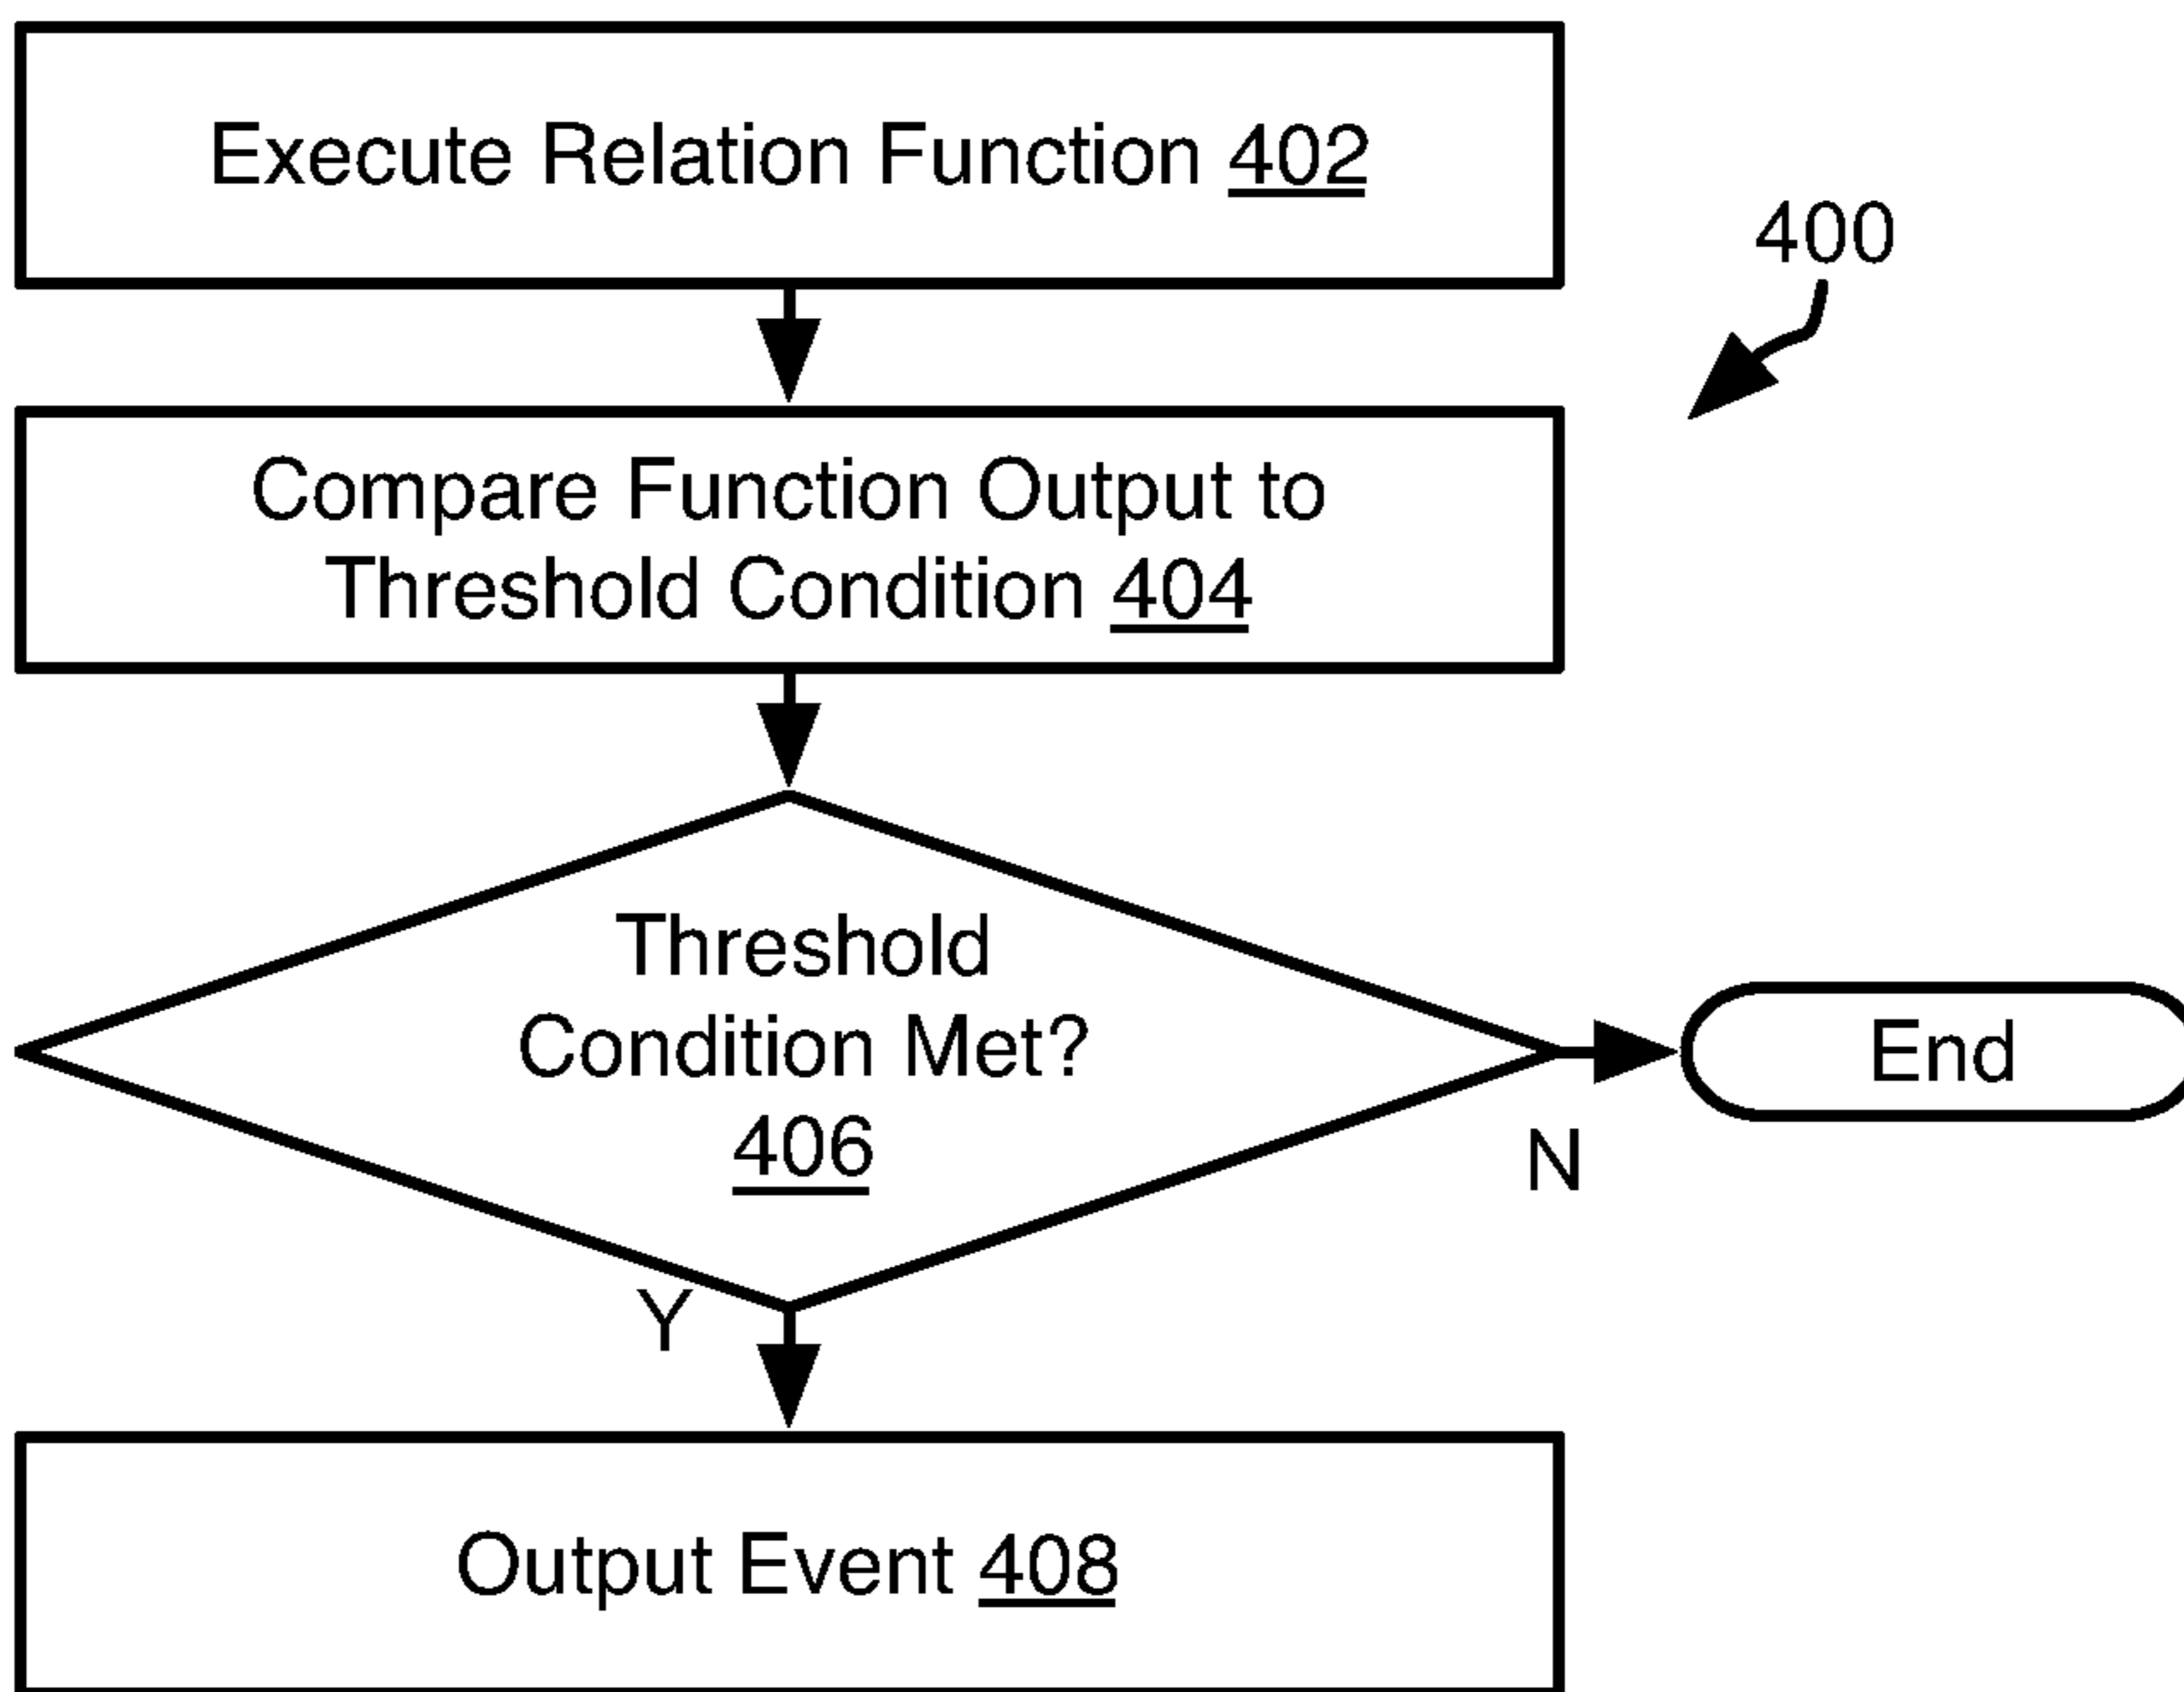 Execute Relation Function 402
400
Compare Function Output to
Threshold Condition 404
Threshold
Condition Met?
406
End
N
Y
Output Event 408